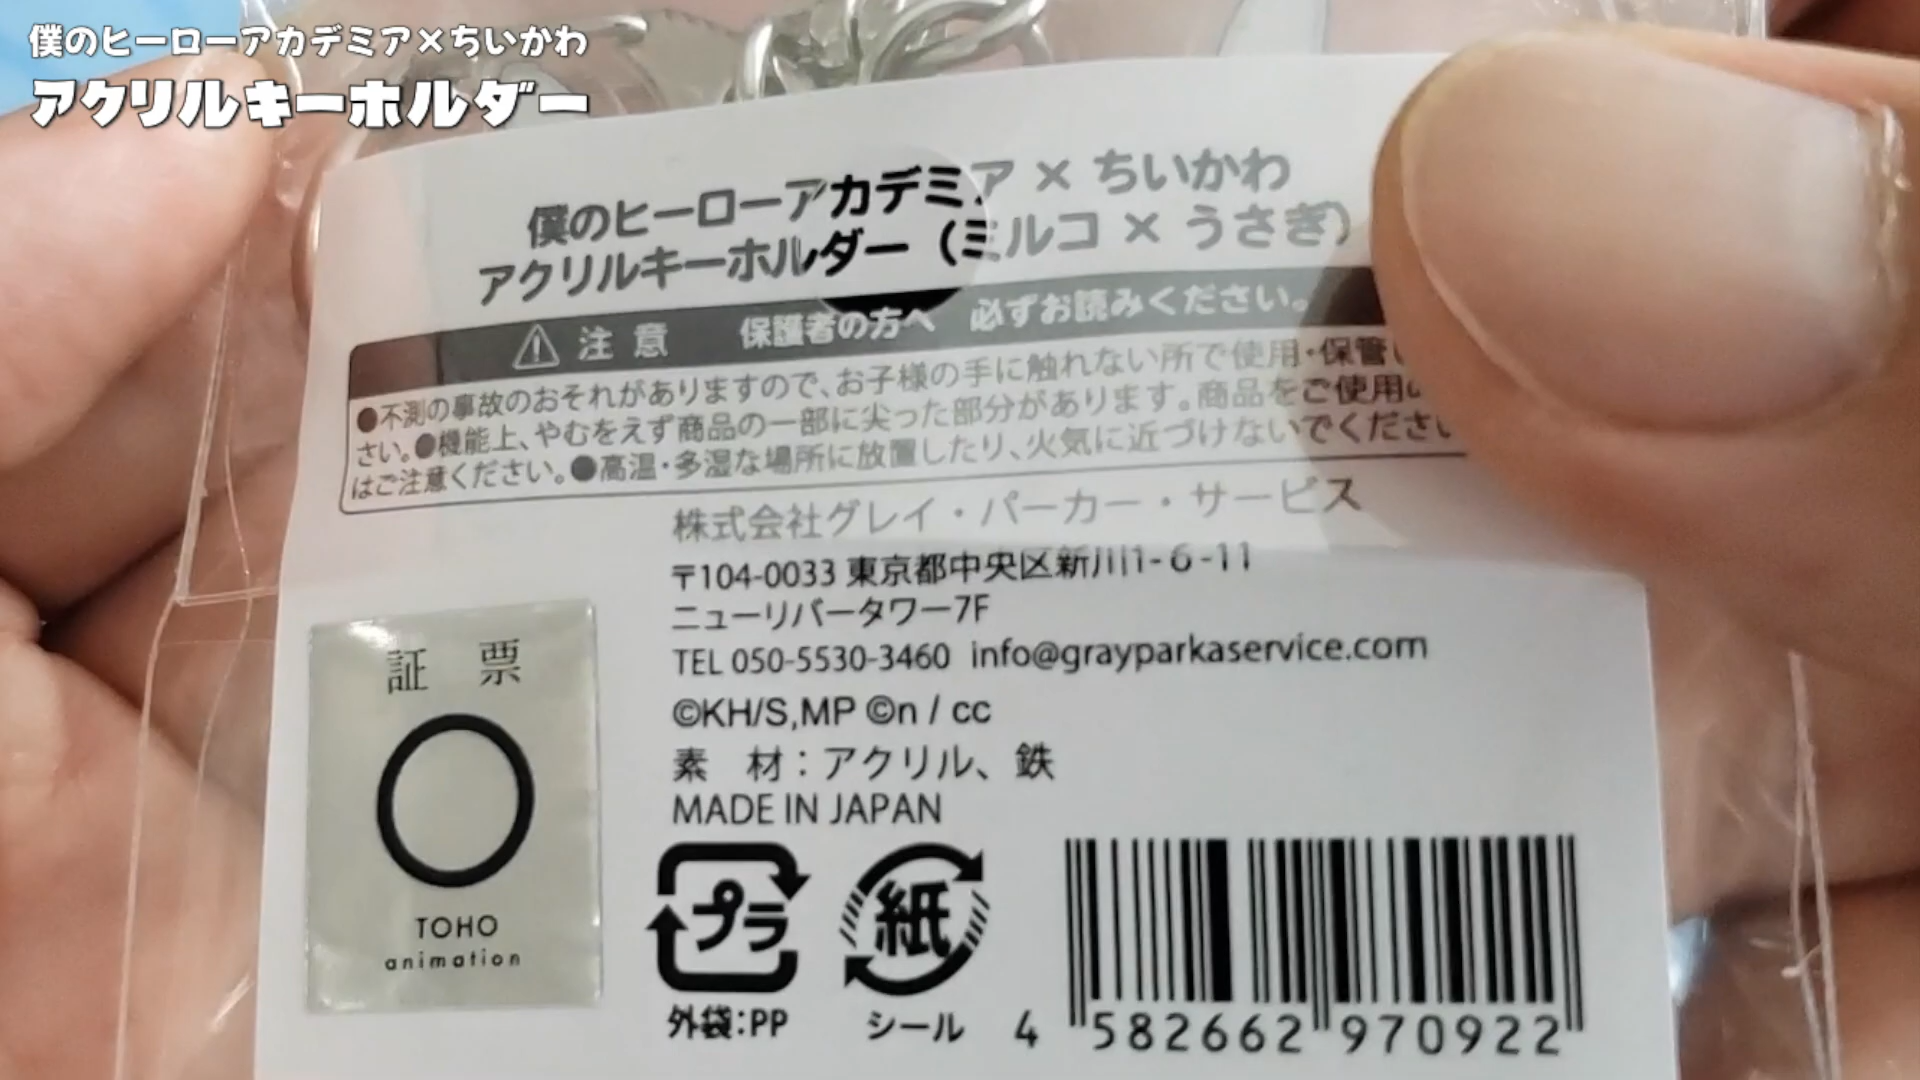 僕のヒーローアカデミア×ちいかわ
アクリルキーホルダー
僕のヒーローアカデミア × ちいかわ
アクリルキーホルダー（ミルコ × うさぎ）
注 意 保護者の方へ 必ずお読みください。
●不測の事故のおそれがありますので、お子様の手に触れない所で使用・保管
さい。●機能上、やむをえず商品の一部に尖った部分があります。商品をご使用
はご注意ください。●高温・多湿な場所に放置したり、火気に近づけないでくださ
株式会社グレイ・パーカー・サービス
〒104-0033 東京都中央区新川1-6-11
ニューリバータワー7F
TEL 050-5530-3460 info@grayparkaservice.com
©KH/S,MP ©n / cc
素 材：アクリル、鉄
MADE IN JAPAN
証 票
TOHO
animation
プラ
外袋：PP
紙
シール
4 582662 970922